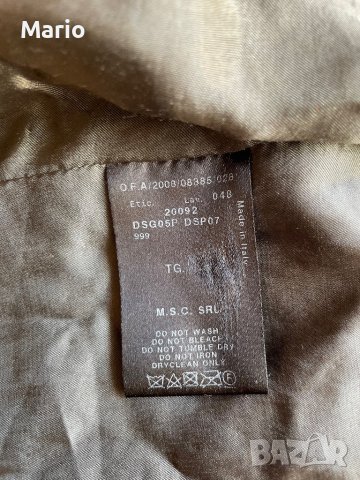 Mario
O.F.A/2009/08385/028
Etic. Lav. 048
20092
DSG05P DSP07
999
Made in Italy
TG.
M.S.C. SRL
DO NOT WASH
DO NOT BLEACH
DO NOT TUMBLE DRY
DO NOT IRON
DRYCLEAN ONLY
BAZAR